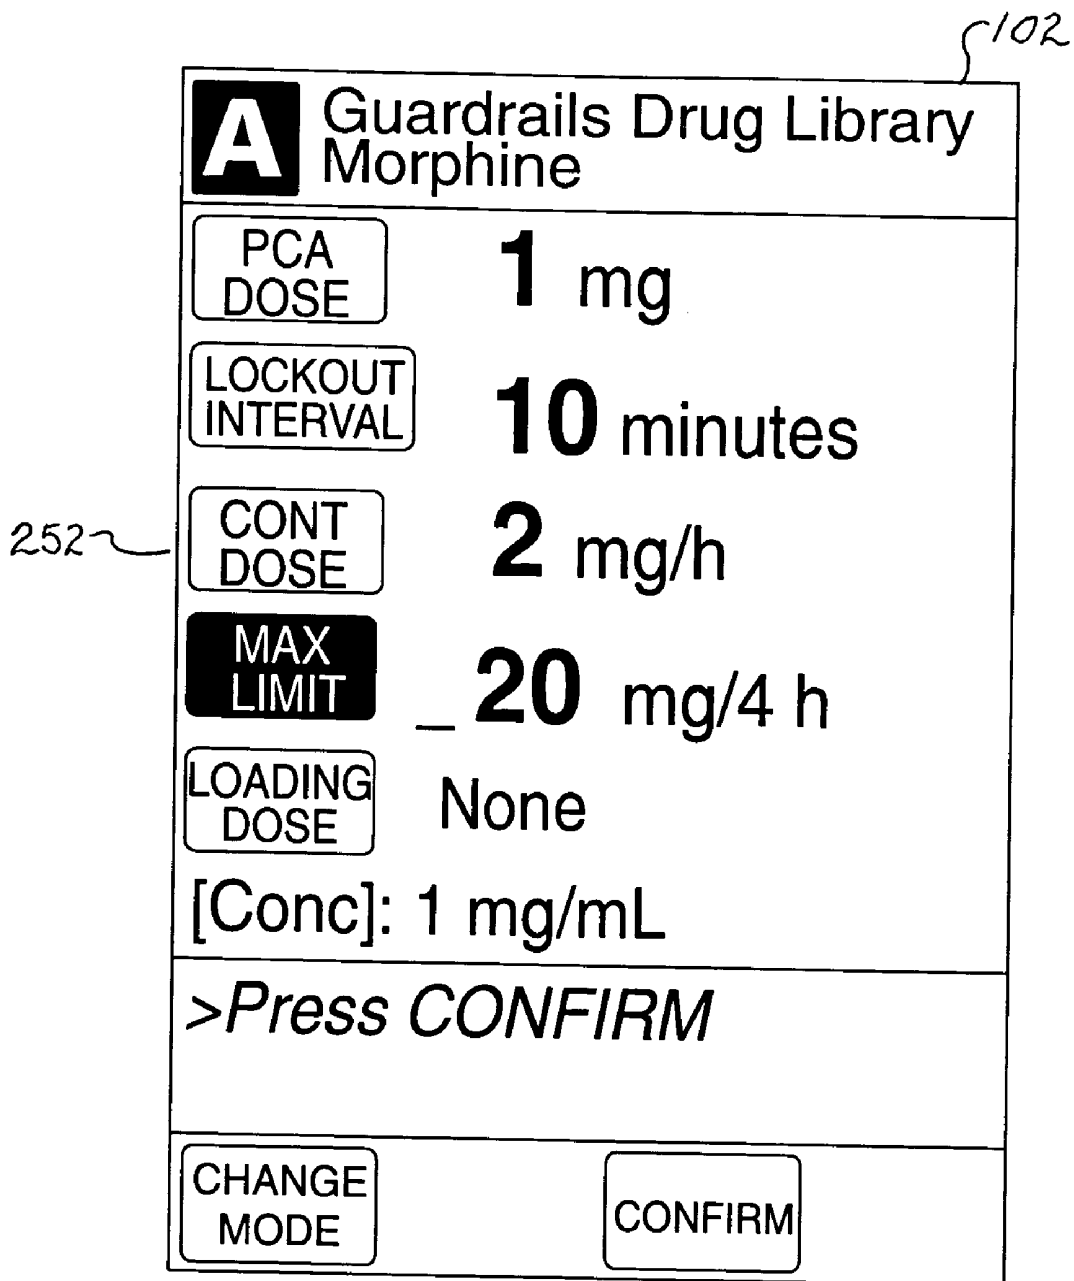 102
A Guardrails Drug Library
Morphine
PCA
DOSE
1 mg
LOCKOUT
INTERVAL
10 minutes
252
CONT
DOSE
2 mg/h
MAX
LIMIT
_ 20 mg/4 h
LOADING
DOSE
None
[Conc]: 1 mg/mL
>Press CONFIRM
CHANGE
MODE
CONFIRM